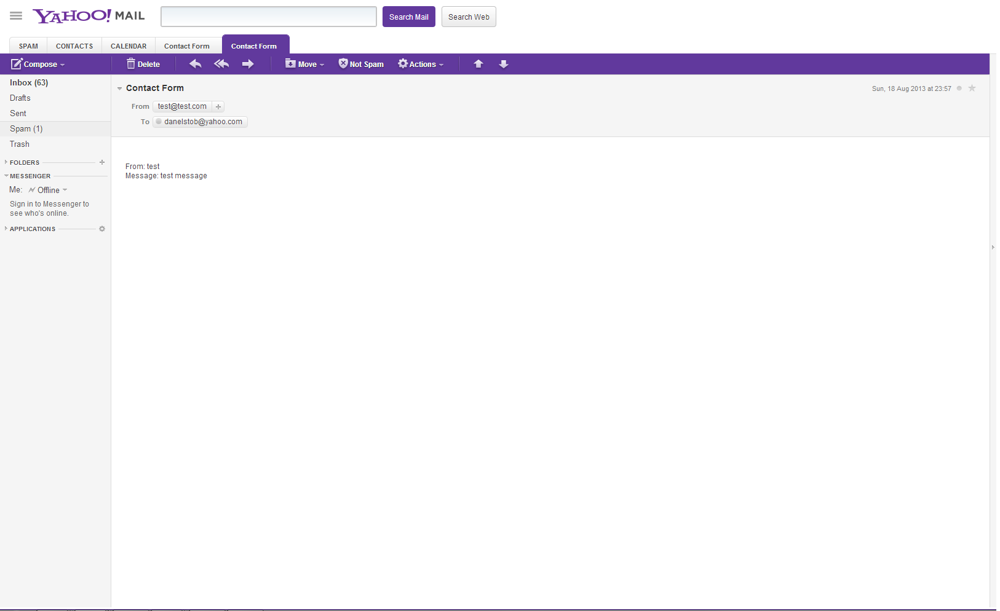 YAHOO! MAIL
Search Mail
Search Web
SPAM
CONTACTS
CALENDAR
Contact Form
Contact Form
Compose
Delete
Move
Not Spam
Actions
Inbox (63)
Drafts
Sent
Spam (1)
Trash
FOLDERS
MESSENGER
Me: Offline
Sign in to Messenger to
see who's online.
APPLICATIONS
Contact Form
Sun, 18 Aug 2013 at 23:57
From test@test.com
To danelstob@yahoo.com
From: test
Message: test message